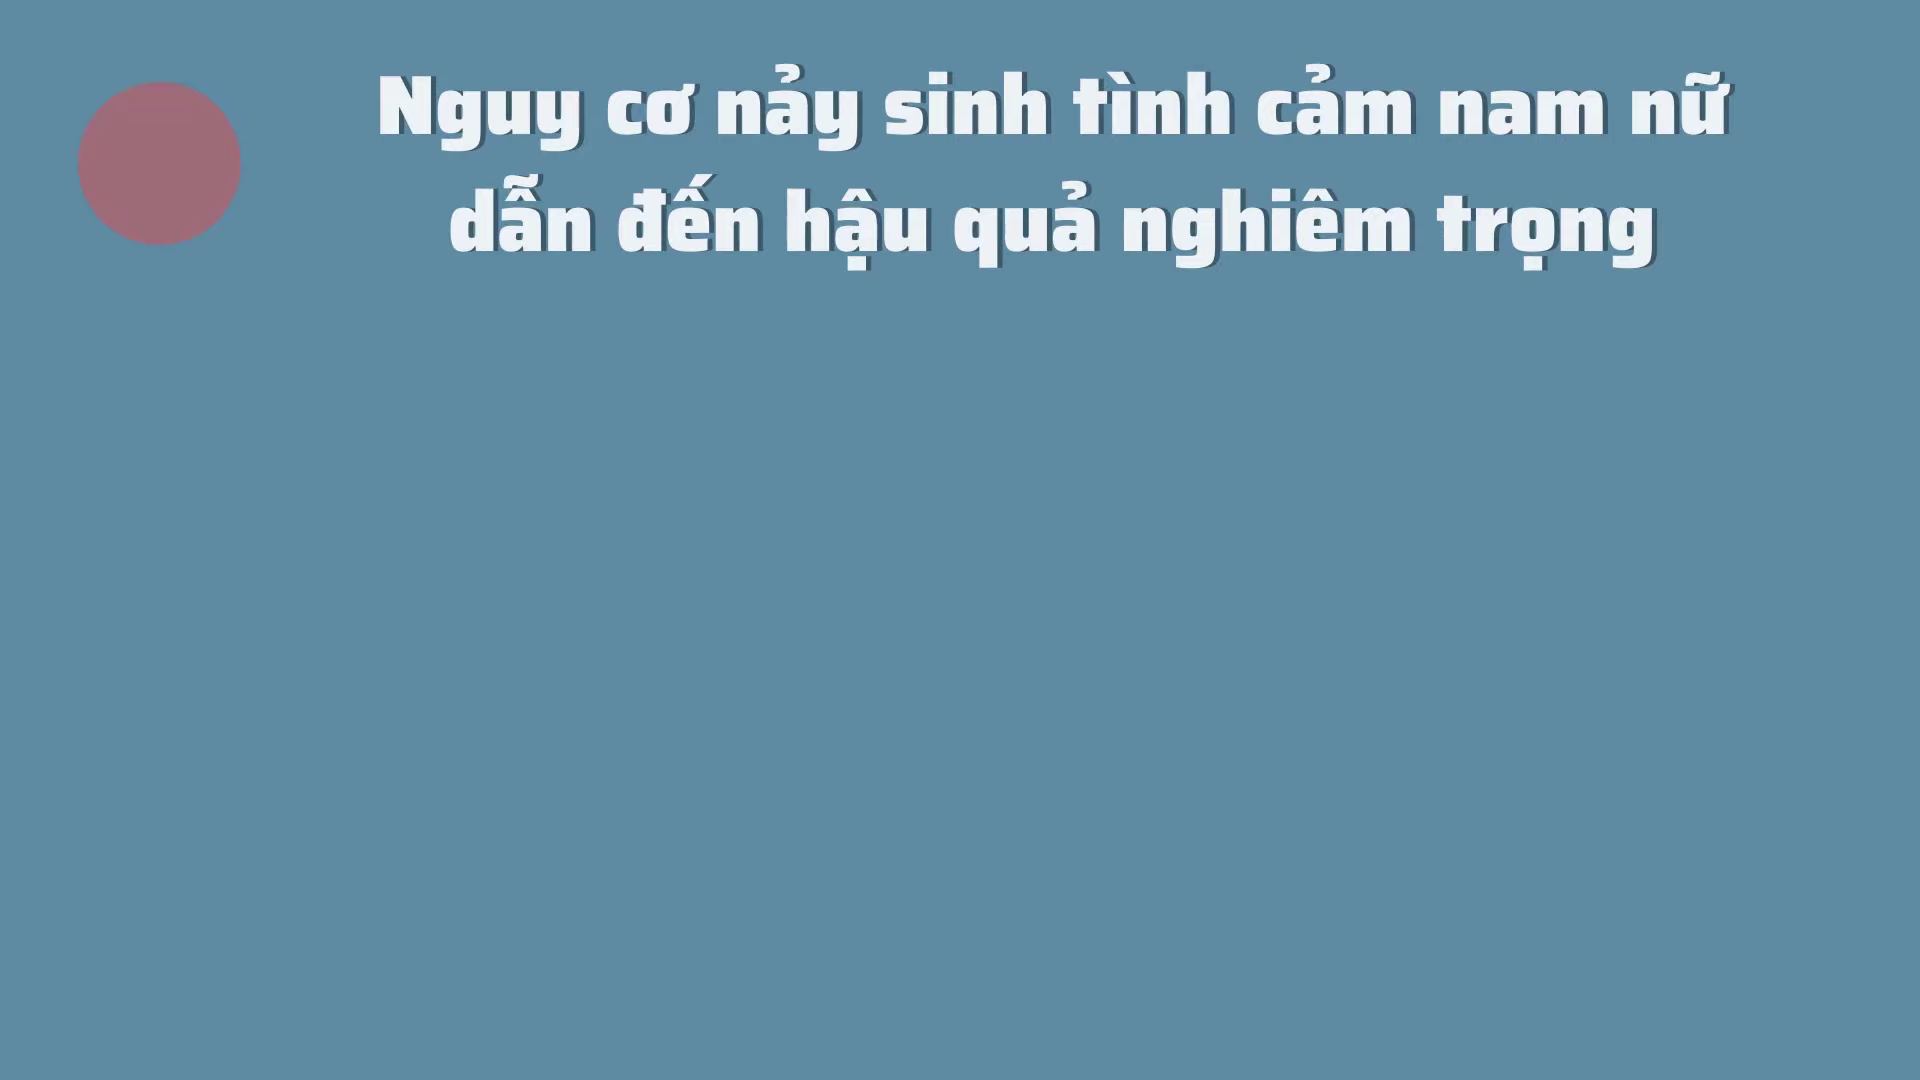 Nguy cơ nảy sinh tình cảm nam nữ
dẫn đến hậu quả nghiêm trọng